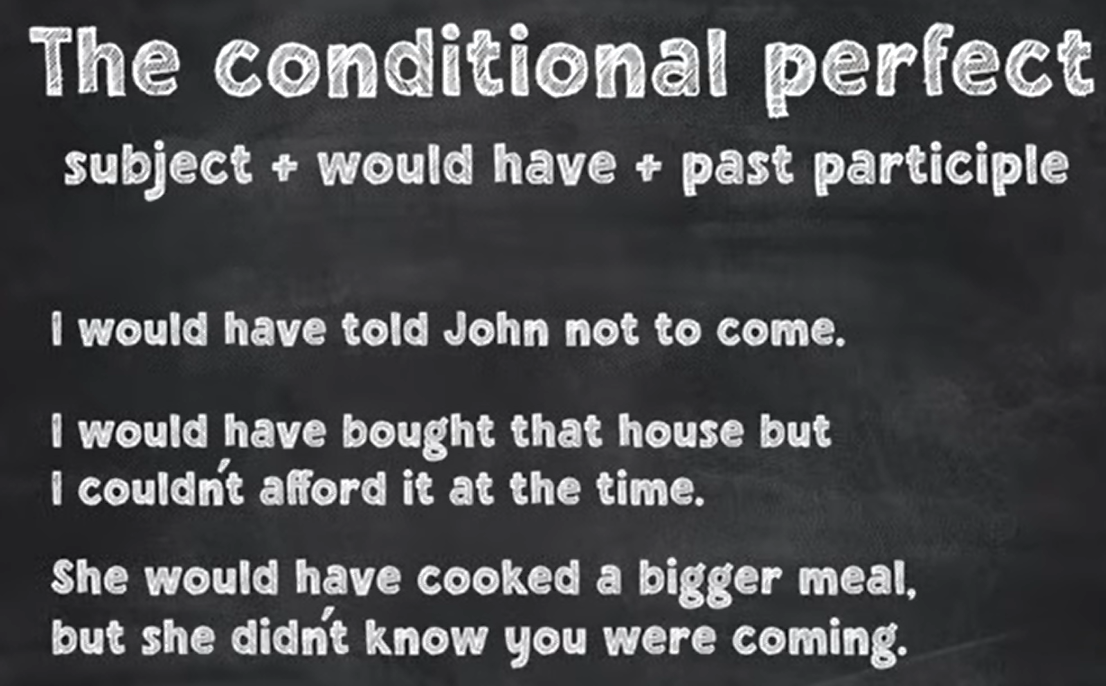 The conditional perfect
subject + would have + past participle
I would have told John not to come.
I would have bought that house but
I couldn't afford it at the time.
She would have cooked a bigger meal,
but she didn't know you were coming.